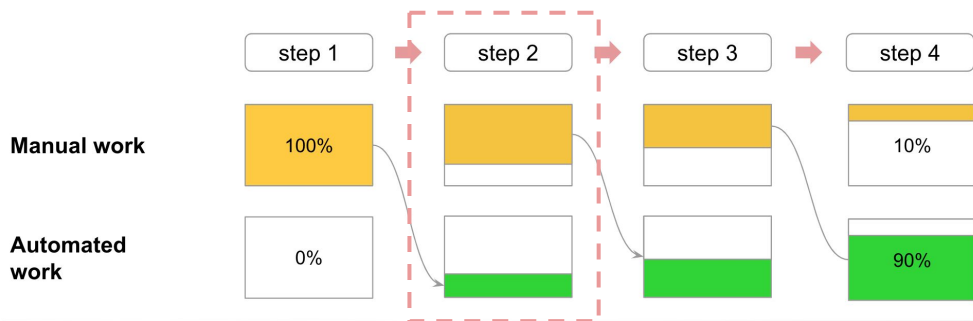 step 1
step 2
step 3
step 4
Manual work
100%
10%
Automated
work
0%
90%